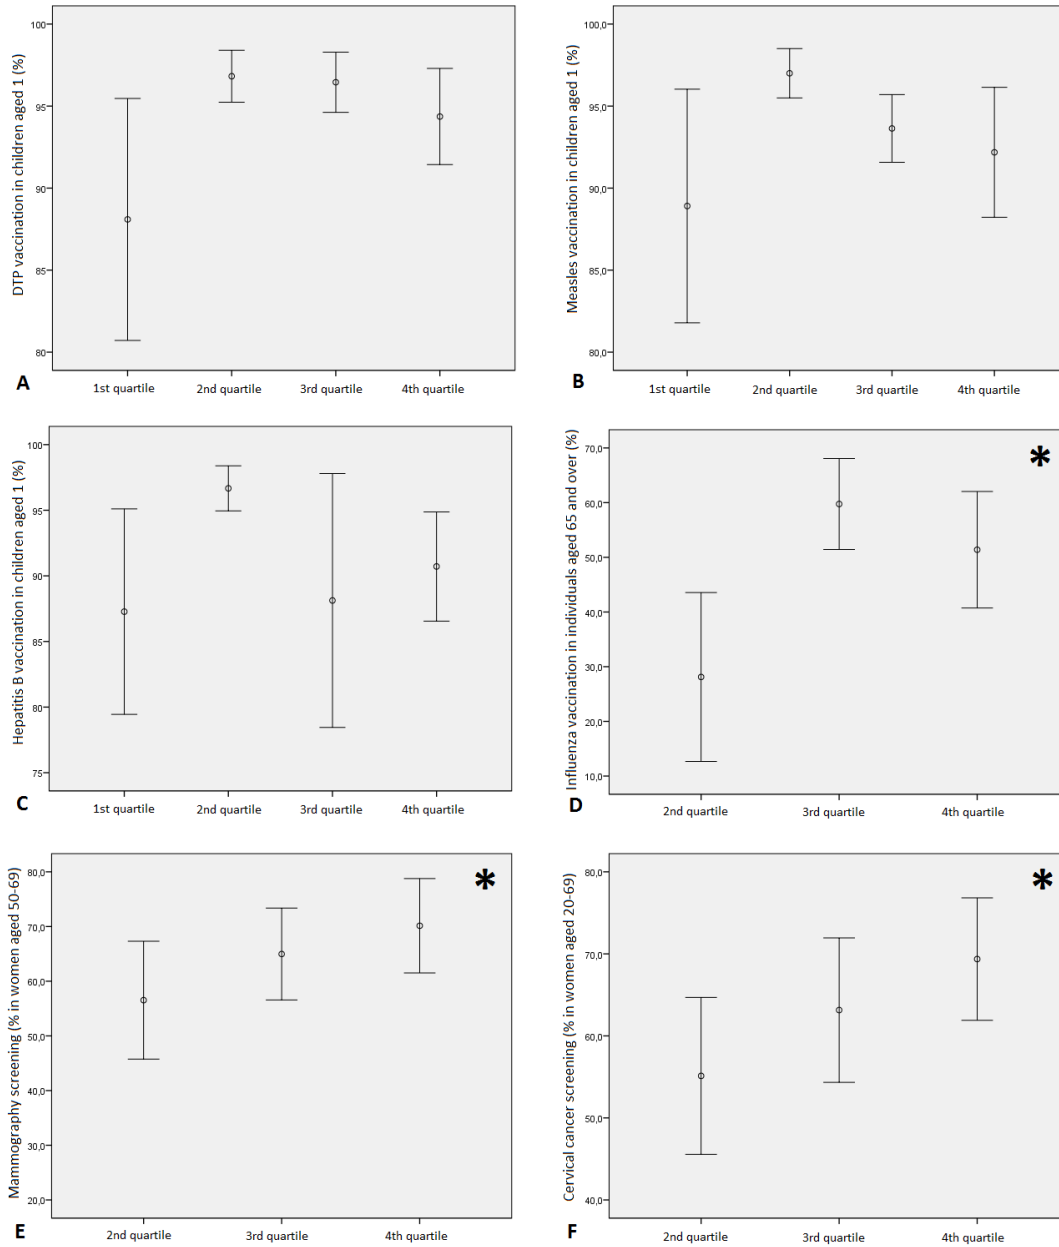 DTP vaccination in children aged 1 (%)
100
95
90
85
80
A
1st quartile 2nd quartile 3rd quartile 4th quartile
Measles vaccination in children aged 1 (%)
100,0
95,0
90,0
85,0
80,0
B
1st quartile 2nd quartile 3rd quartile 4th quartile
Hepatitis B vaccination in children aged 1 (%)
100
95
90
85
80
75
C
1st quartile 2nd quartile 3rd quartile 4th quartile
Influenza vaccination in individuals aged 65 and over (%)
70,0
60,0
50,0
40,0
30,0
20,0
10,0
*
D
2nd quartile 3rd quartile 4th quartile
Mammography screening (% in women aged 50-69)
80,0
70,0
60,0
50,0
40,0
30,0
20,0
*
E
2nd quartile 3rd quartile 4th quartile
Cervical cancer screening (% in women aged 20-69)
80,0
70,0
60,0
50,0
40,0
*
F
2nd quartile 3rd quartile 4th quartile